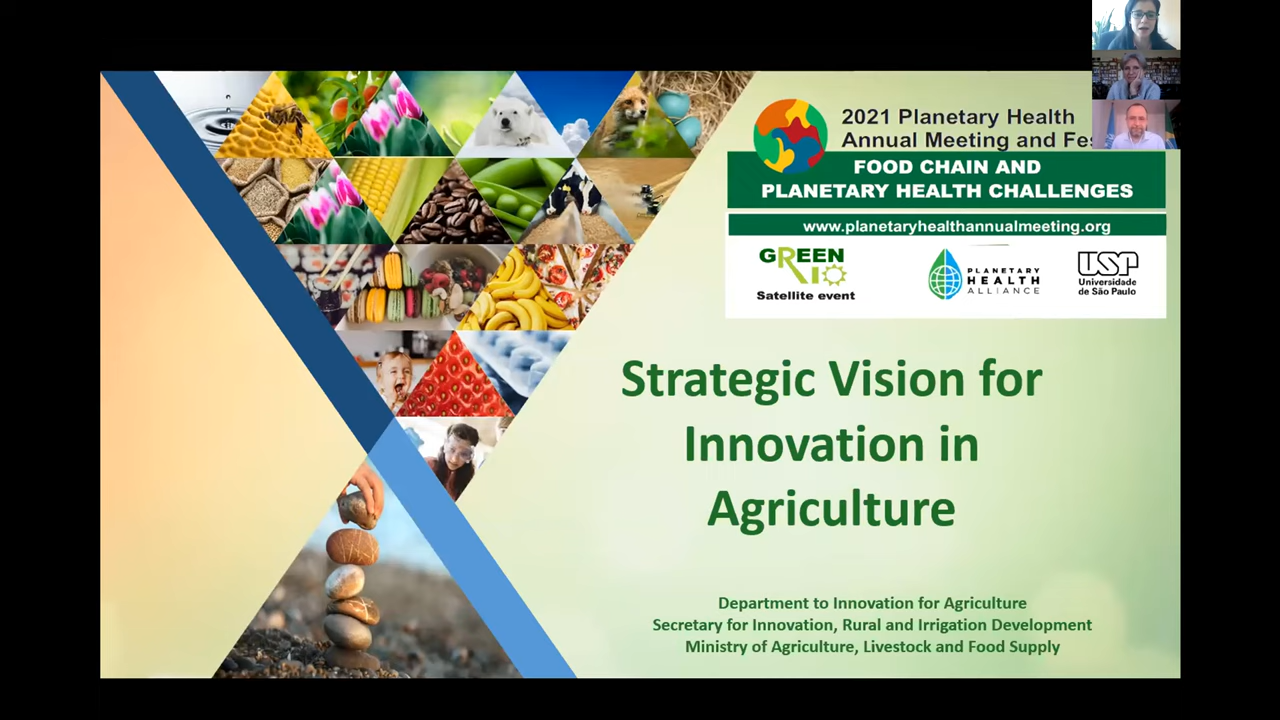 2021 Planetary Health
Annual Meeting and Fes
FOOD CHAIN AND
PLANETARY HEALTH CHALLENGES
www.planetaryhealthannualmeeting.org
GREEN
RIO
Satellite event
PLANETARY
HEALTH
ALLIANCE
USP
Universidade
de São Paulo
Strategic Vision for
Innovation in
Agriculture
Department to Innovation for Agriculture
Secretary for Innovation, Rural and Irrigation Development
Ministry of Agriculture, Livestock and Food Supply